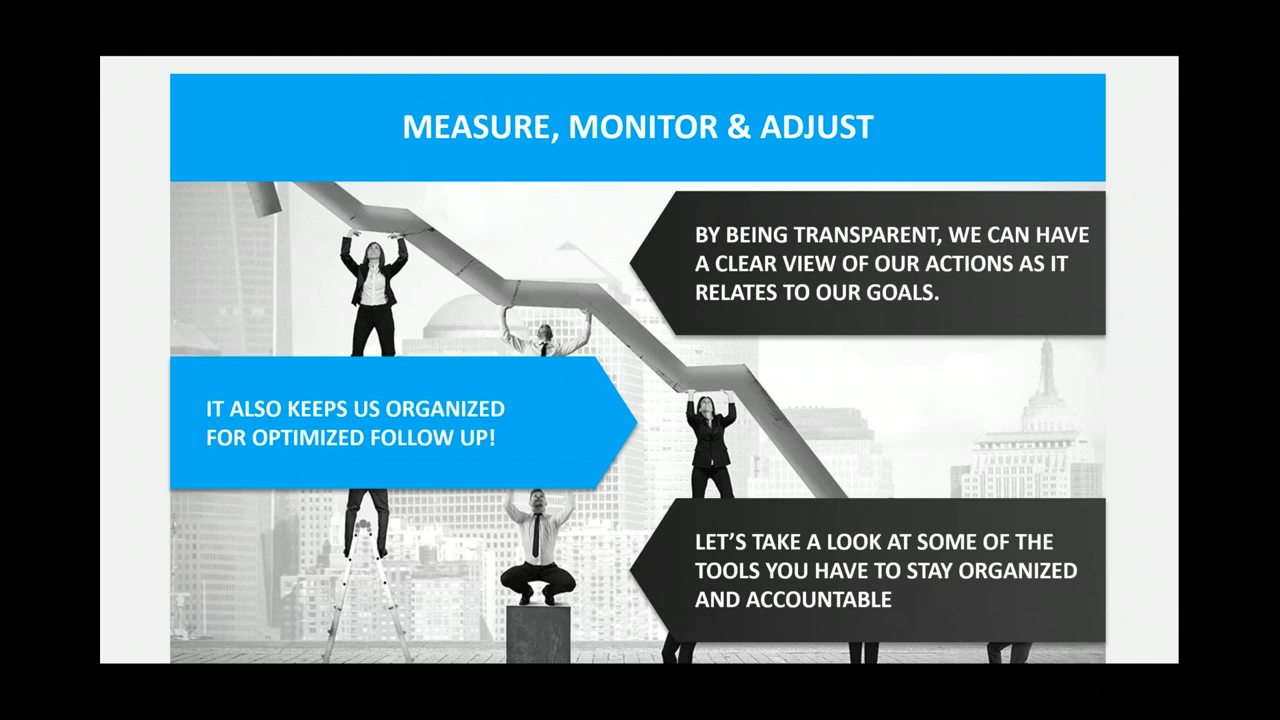 MEASURE, MONITOR & ADJUST
BY BEING TRANSPARENT, WE CAN HAVE
A CLEAR VIEW OF OUR ACTIONS AS IT
RELATES TO OUR GOALS.
IT ALSO KEEPS US ORGANIZED
FOR OPTIMIZED FOLLOW UP!
LET'S TAKE A LOOK AT SOME OF THE
TOOLS YOU HAVE TO STAY ORGANIZED
AND ACCOUNTABLE